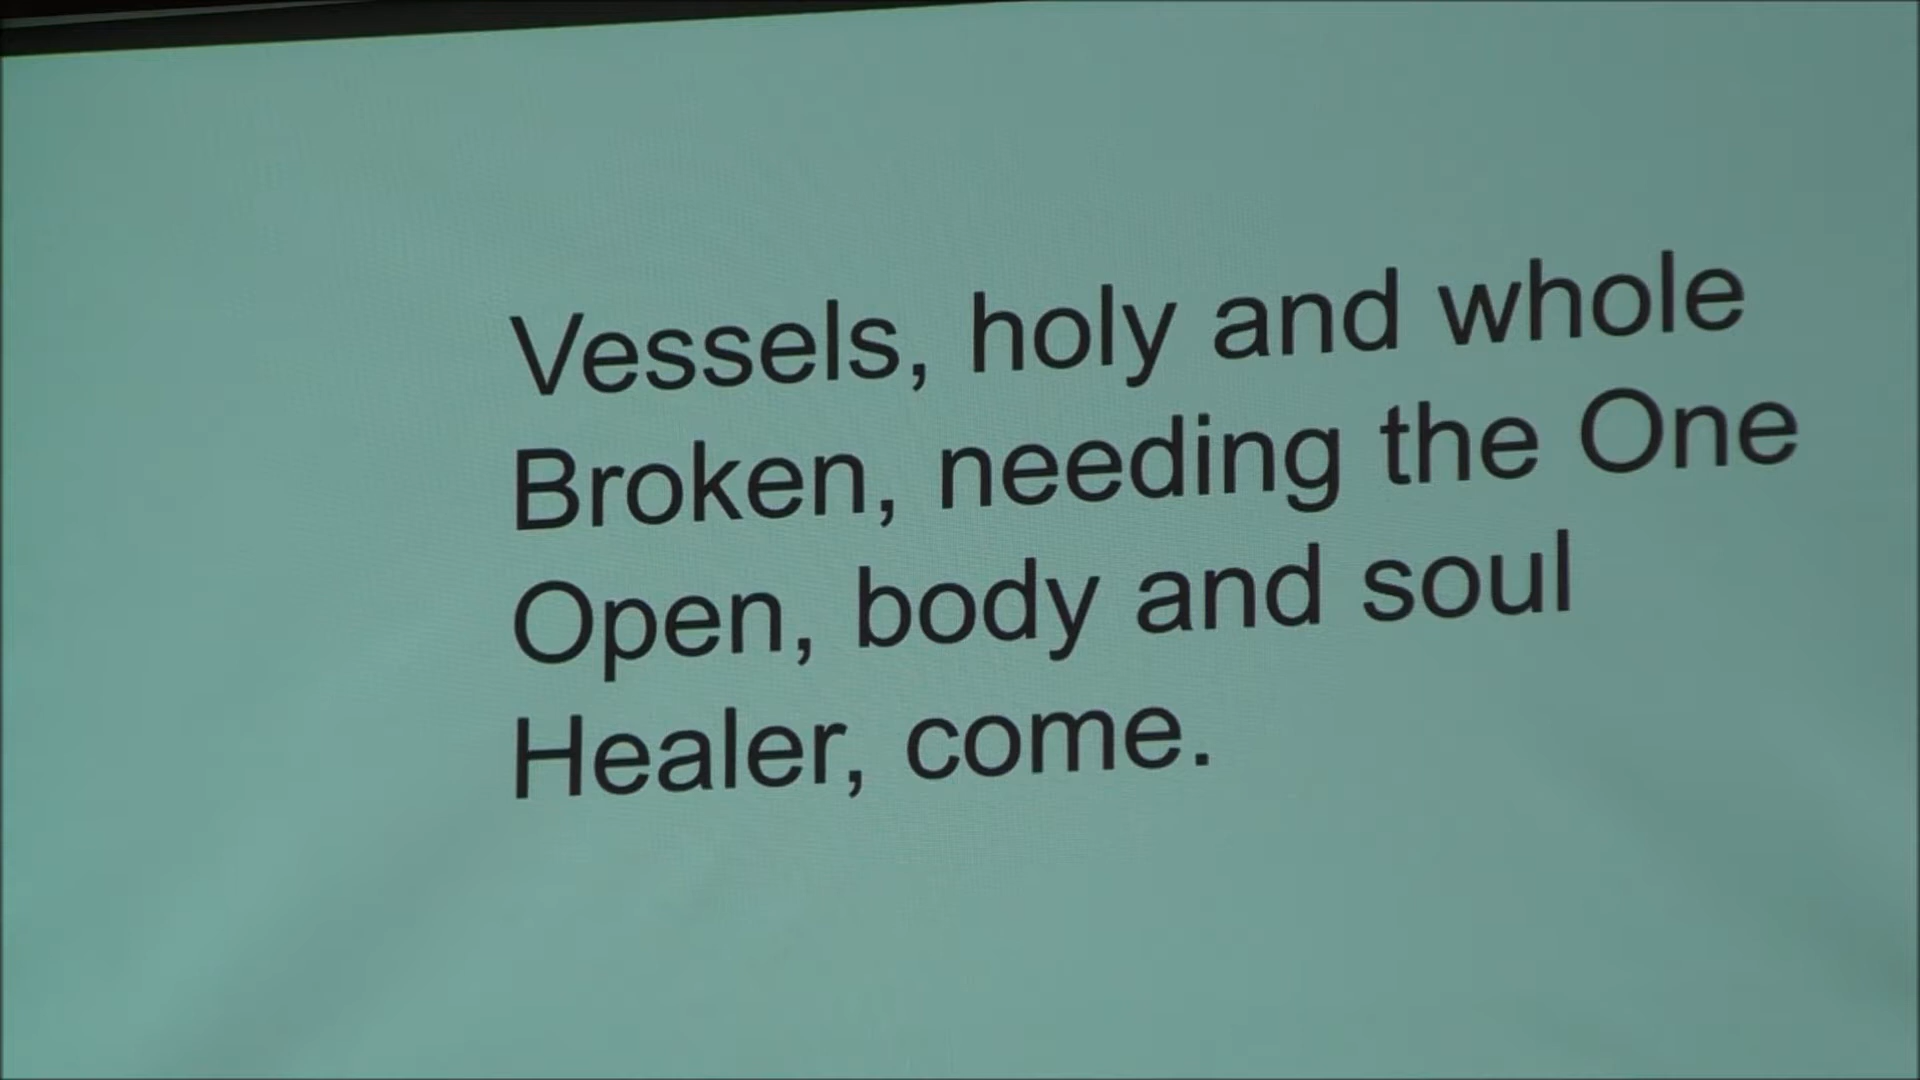 Vessels, holy and whole
Broken, needing the One
Open, body and soul
Healer, come.